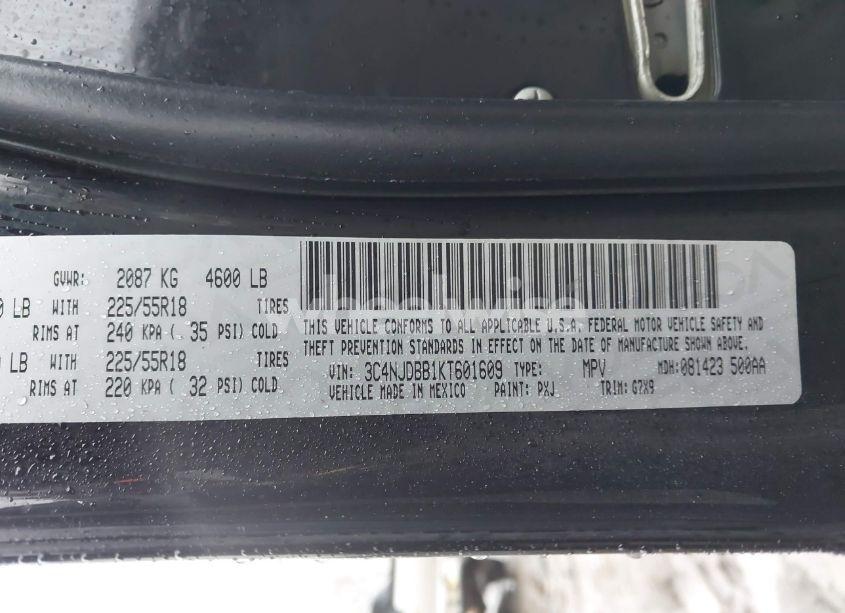 GVWR: 2087 KG 4600 LB
0 LB WITH 225/55R18 TIRES
RIMS AT 240 KPA ( 35 PSI) COLD
LB WITH 225/55R18 TIRES
RIMS AT 220 KPA ( 32 PSI) COLD
THIS VEHICLE CONFORMS TO ALL APPLICABLE U.S.A. FEDERAL MOTOR VEHICLE SAFETY AND
THEFT PREVENTION STANDARDS IN EFFECT ON THE DATE OF MANUFACTURE SHOWN ABOVE.
VIN: 3C4NJDBB1KT601609 TYPE: MPV MDH: 081423 500AA
VEHICLE MADE IN MEXICO PAINT: PXJ TRIM: G7X9